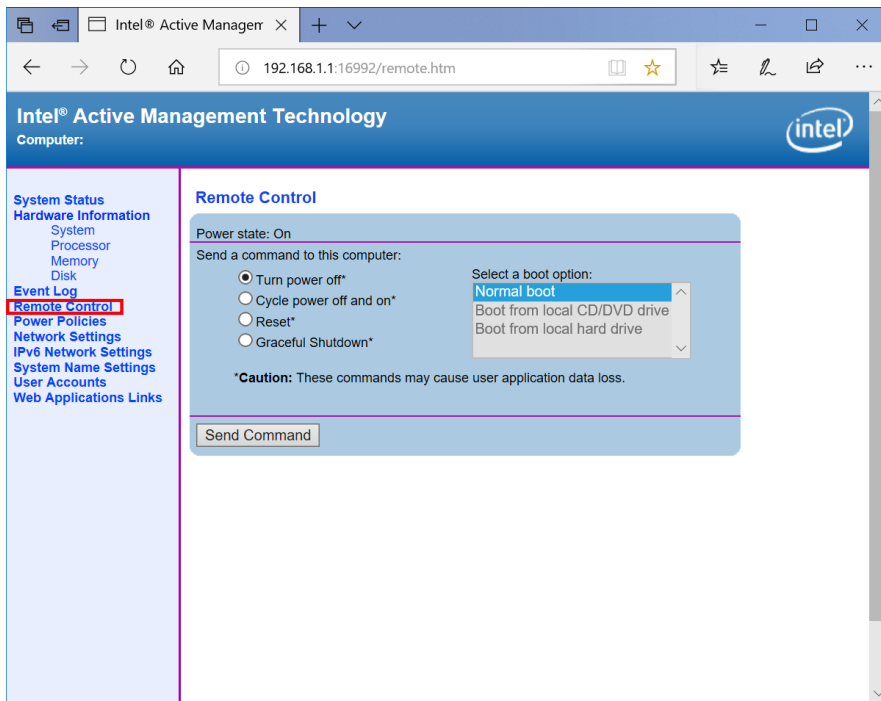 Intel® Active Managem
192.168.1.1:16992/remote.htm
Intel® Active Management Technology
Computer:
intel
System Status
Hardware Information
System
Processor
Memory
Disk
Event Log
Remote Control
Power Policies
Network Settings
IPv6 Network Settings
System Name Settings
User Accounts
Web Applications Links
Remote Control
Power state: On
Send a command to this computer:
Turn power off*
Cycle power off and on*
Reset*
Graceful Shutdown*
Select a boot option:
Normal boot
Boot from local CD/DVD drive
Boot from local hard drive
*Caution: These commands may cause user application data loss.
Send Command